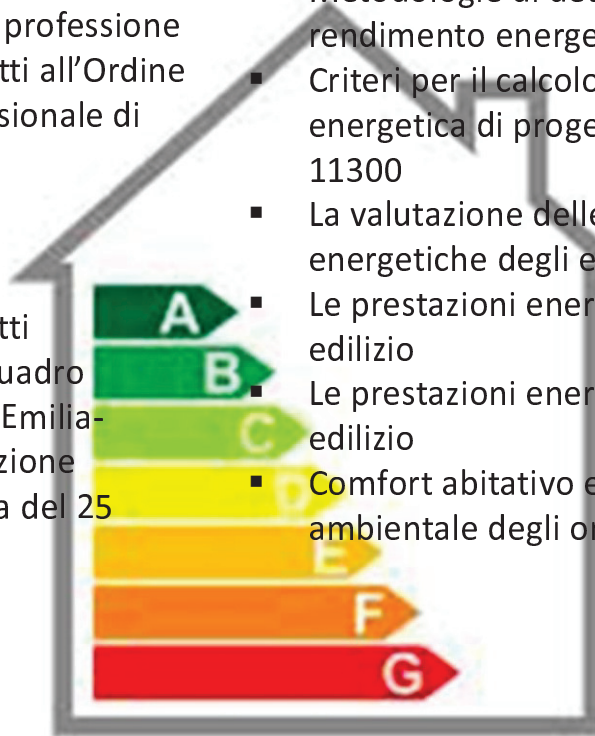 professione
tti all’Ordine
sionale di
tti
uadro
Emilia-
zione
a del 25
rendimento energe
▪ Criteri per il calcolo
energetica di proge
11300
▪ La valutazione delle
energetiche degli e
▪ Le prestazioni ener
edilizio
▪ Le prestazioni ener
edilizio
▪ Comfort abitativo e
ambientale degli or
A
B
C
D
E
F
G